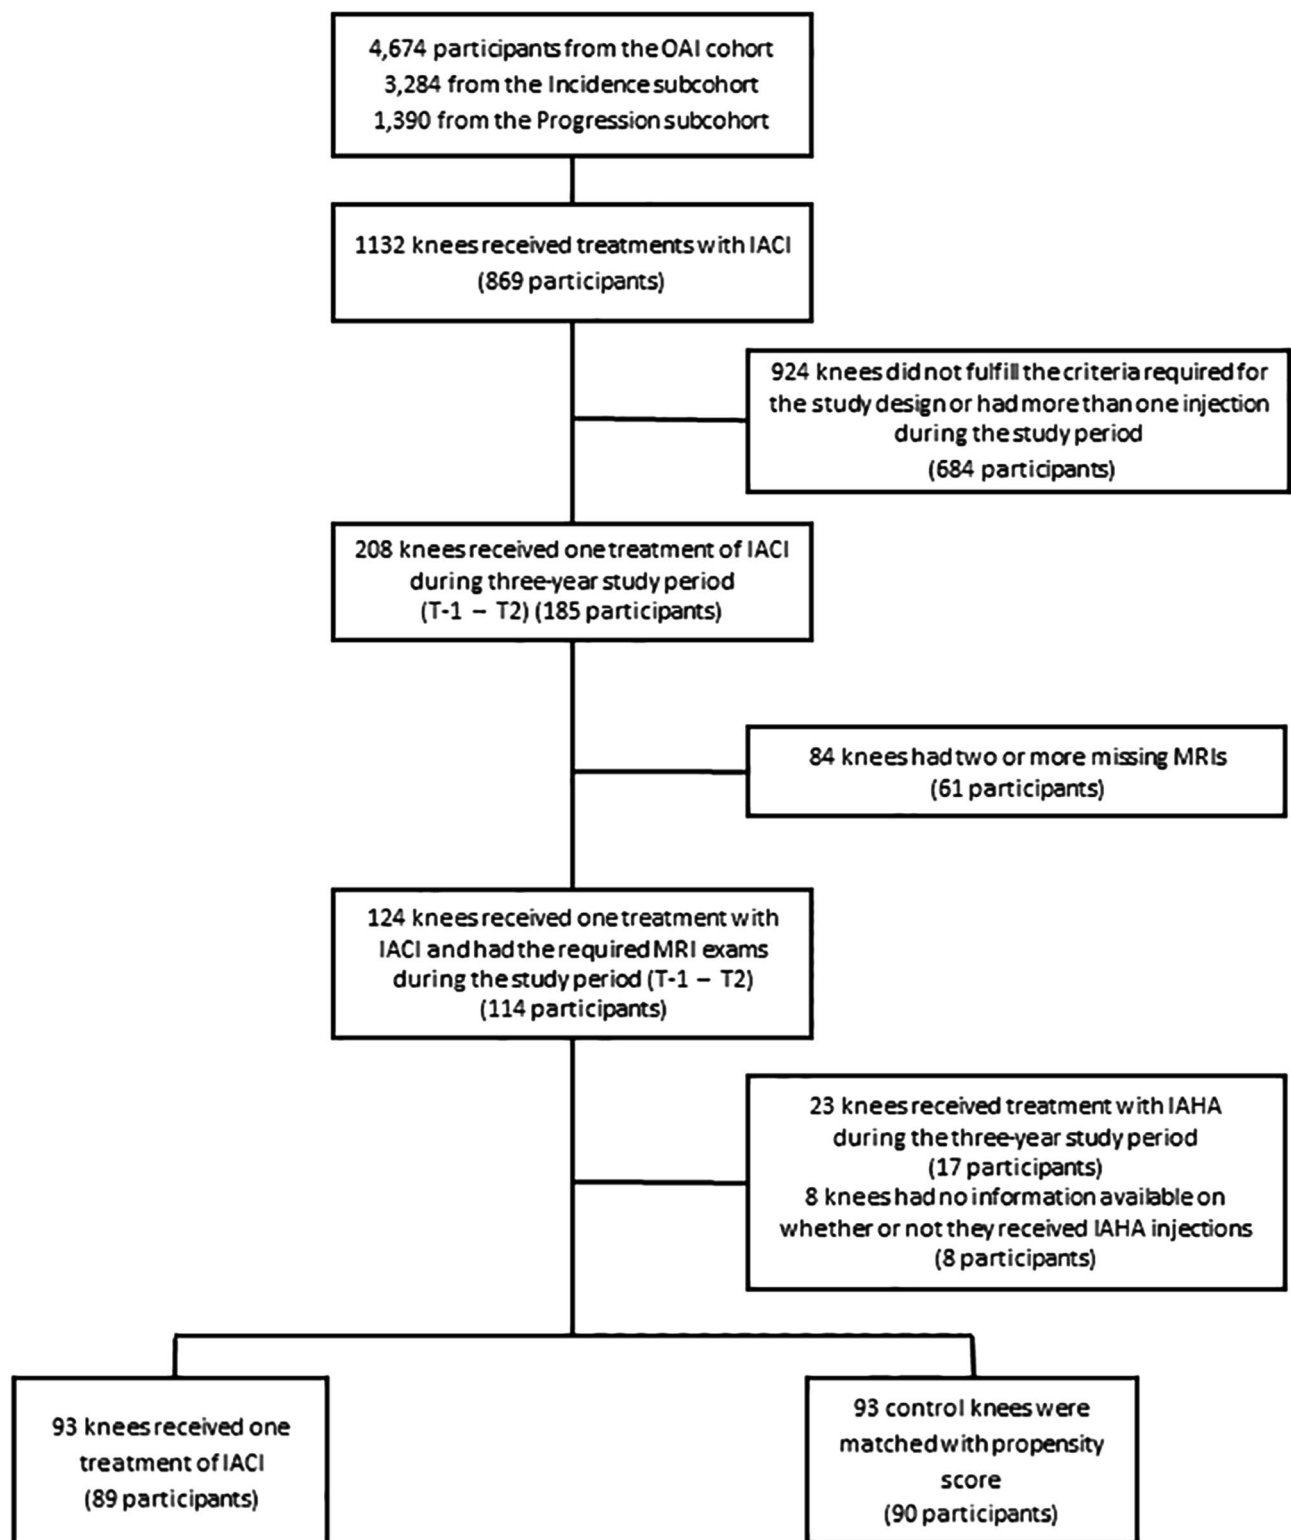 4,674 participants from the OAI cohort
3,284 from the Incidence subcohort
1,390 from the Progression subcohort
1132 knees received treatments with IACI
(869 participants)
924 knees did not fulfill the criteria required for
the study design or had more than one injection
during the study period
(684 participants)
208 knees received one treatment of IACI
during three-year study period
(T-1 – T2) (185 participants)
84 knees had two or more missing MRIs
(61 participants)
124 knees received one treatment with
IACI and had the required MRI exams
during the study period (T-1 – T2)
(114 participants)
23 knees received treatment with IAHA
during the three-year study period
(17 participants)
8 knees had no information available on
whether or not they received IAHA injections
(8 participants)
93 knees received one
treatment of IACI
(89 participants)
93 control knees were
matched with propensity
score
(90 participants)